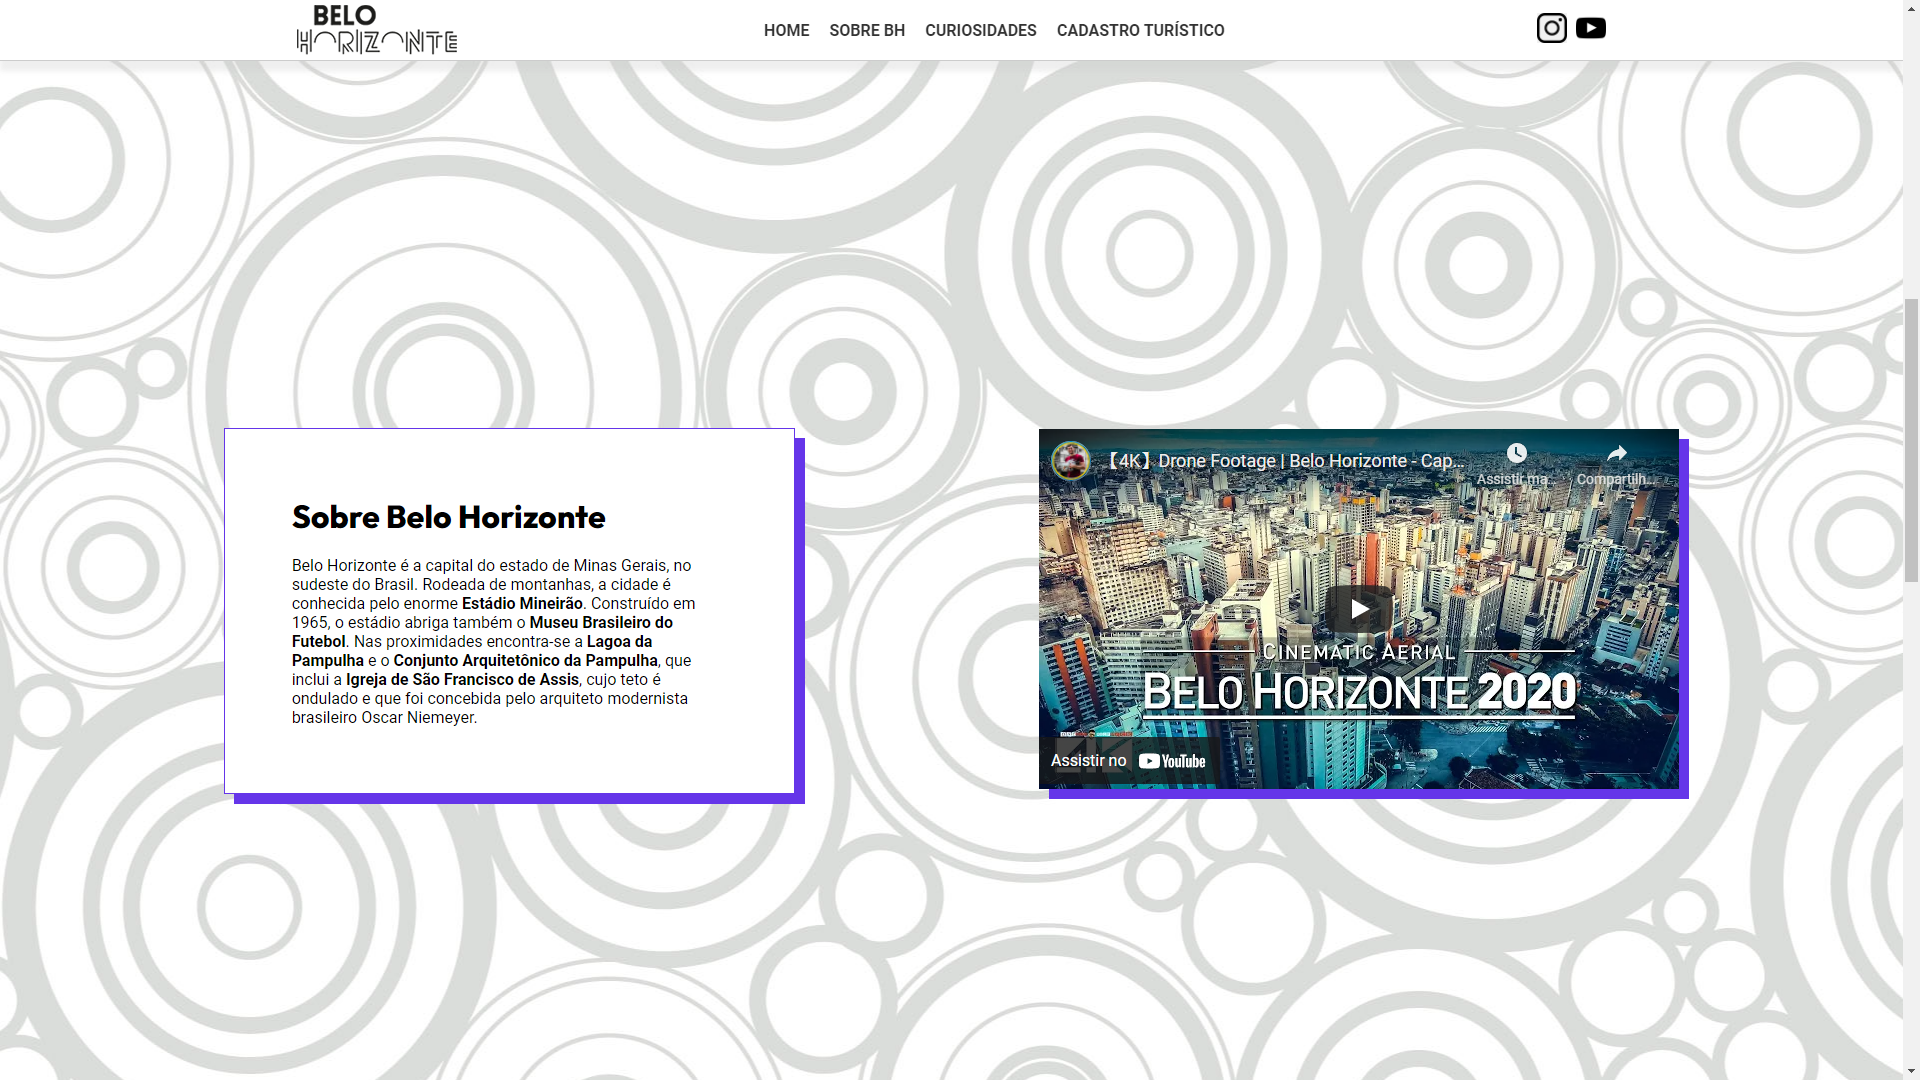 BELO
HORIZONTE
HOME
SOBRE BH
CURIOSIDADES
CADASTRO TURÍSTICO
Sobre Belo Horizonte
Belo Horizonte é a capital do estado de Minas Gerais, no
sudeste do Brasil. Rodeada de montanhas, a cidade é
conhecida pelo enorme Estádio Mineirão. Construído em
1965, o estádio abriga também o Museu Brasileiro do
Futebol. Nas proximidades encontra-se a Lagoa da
Pampulha e o Conjunto Arquitetônico da Pampulha, que
inclui a Igreja de São Francisco de Assis, cujo teto é
ondulado e que foi concebida pelo arquiteto modernista
brasileiro Oscar Niemeyer.
【4K】Drone Footage | Belo Horizonte - Cap...
Assistir ma...
Compartilh...
CINEMATIC AERIAL
BELO HORIZONTE 2020
4K
Assistir no YouTube